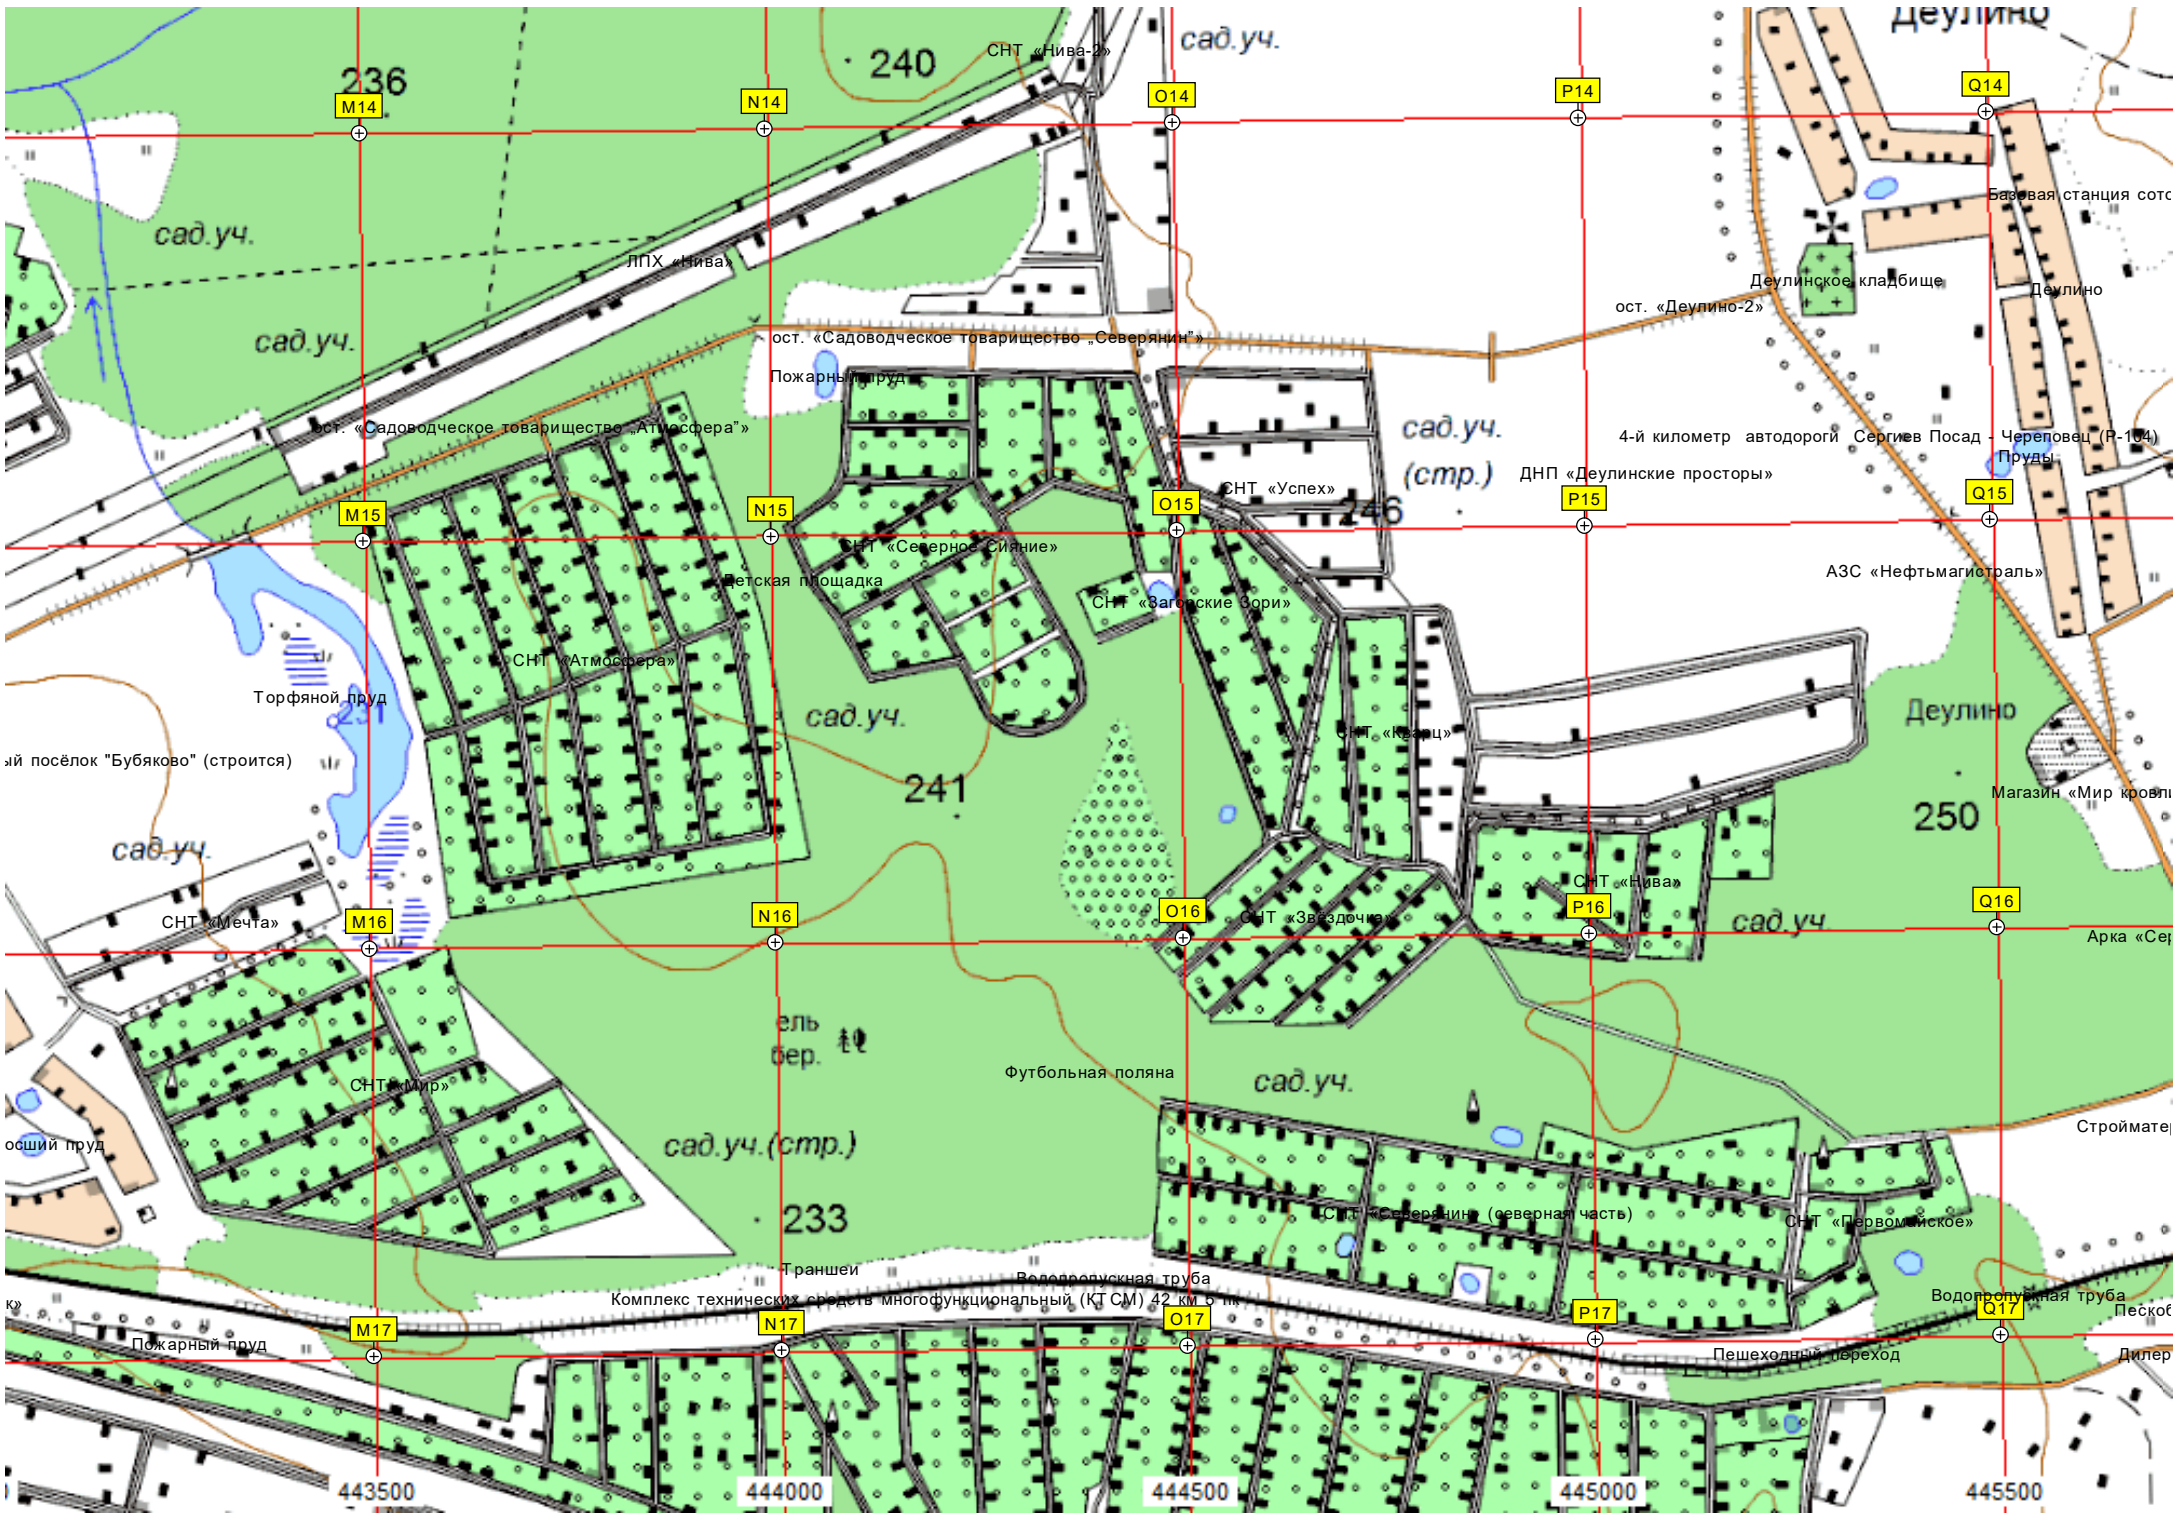 Деулино
сад.уч.
СНТ «Нива-2»
240
236
M14
N14
O14
P14
Q14
Базовая станция сото
сад.уч.
ЛПХ «Нива»
Деулинское кладбище
Деулино
ост. «Деулино-2»
сад.уч.
ост. «Садоводческое товарищество „Северянин"»
Пожарный пруд
ост. «Садоводческое товарищество „Атмосфера"»
сад.уч.
(стр.)
4-й километр автодороги Сергиев Посад - Череповец (Р-104)
Пруды
ДНП «Деулинские просторы»
СНТ «Успех»
246
M15
N15
O15
P15
Q15
СНТ «Северное Сияние»
Детская площадка
АЗС «Нефтьмагистраль»
СНТ «Загорские Зори»
СНТ «Атмосфера»
Торфяной пруд
231
сад.уч.
Деулино
СНТ «Кварц»
ый посёлок "Бубяково" (строится)
241
250
Магазин «Мир кровли
сад.уч.
СНТ «Нива»
СНТ «Мечта»
M16
N16
O16
P16
Q16
СНТ «Звёздочка»
сад.уч.
Арка «Сер
ель
бер.
Футбольная поляна
сад.уч.
СНТ «Мир»
осший пруд
сад.уч.(стр.)
Стройматер
233
СНТ «Северянин» (северная часть)
СНТ «Первомайское»
Траншеи
Водопропускная труба
Комплекс технических средств многофункциональный (КТСМ) 42 км 6 пк
Водопропускная труба
к»
Пескоб
M17
N17
O17
P17
Q17
Пожарный пруд
Пешеходный переход
Дилер
443500
444000
444500
445000
445500